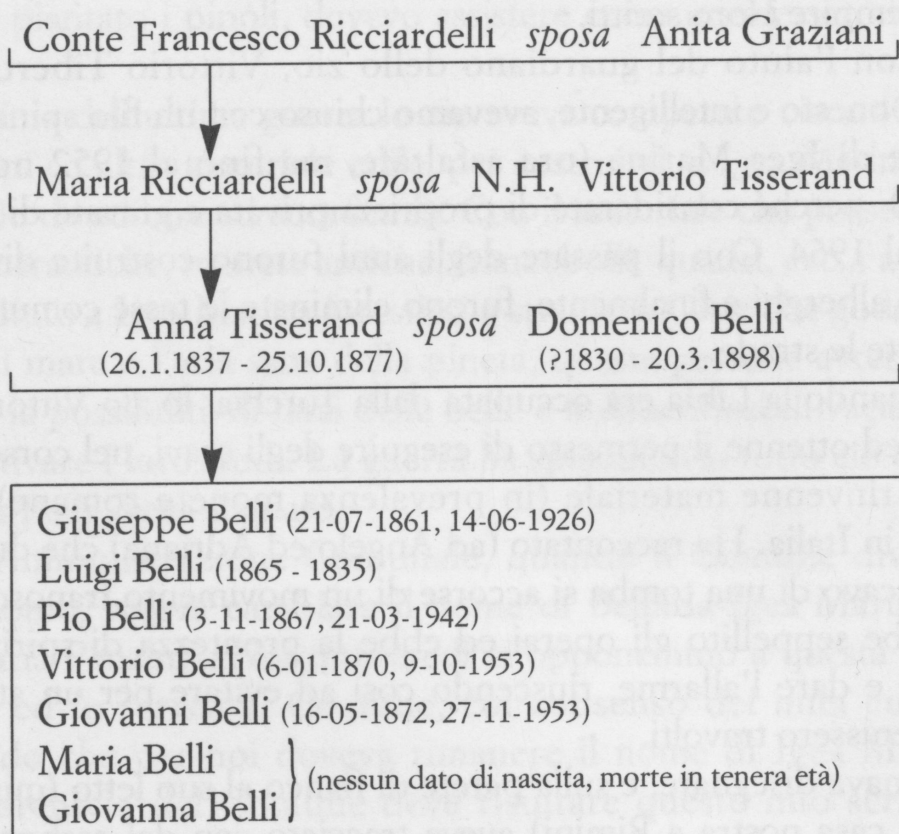 Conte Francesco Ricciardelli sposa Anita Graziani
Maria Ricciardelli sposa N.H. Vittorio Tisserand
Anna Tisserand sposa Domenico Belli
(26.1.1837 - 25.10.1877) (?1830 - 20.3.1898)
Giuseppe Belli (21-07-1861, 14-06-1926)
Luigi Belli (1865 - 1835)
Pio Belli (3-11-1867, 21-03-1942)
Vittorio Belli (6-01-1870, 9-10-1953)
Giovanni Belli (16-05-1872, 27-11-1953)
Maria Belli
(nessun dato di nascita, morte in tenera età)
Giovanna Belli